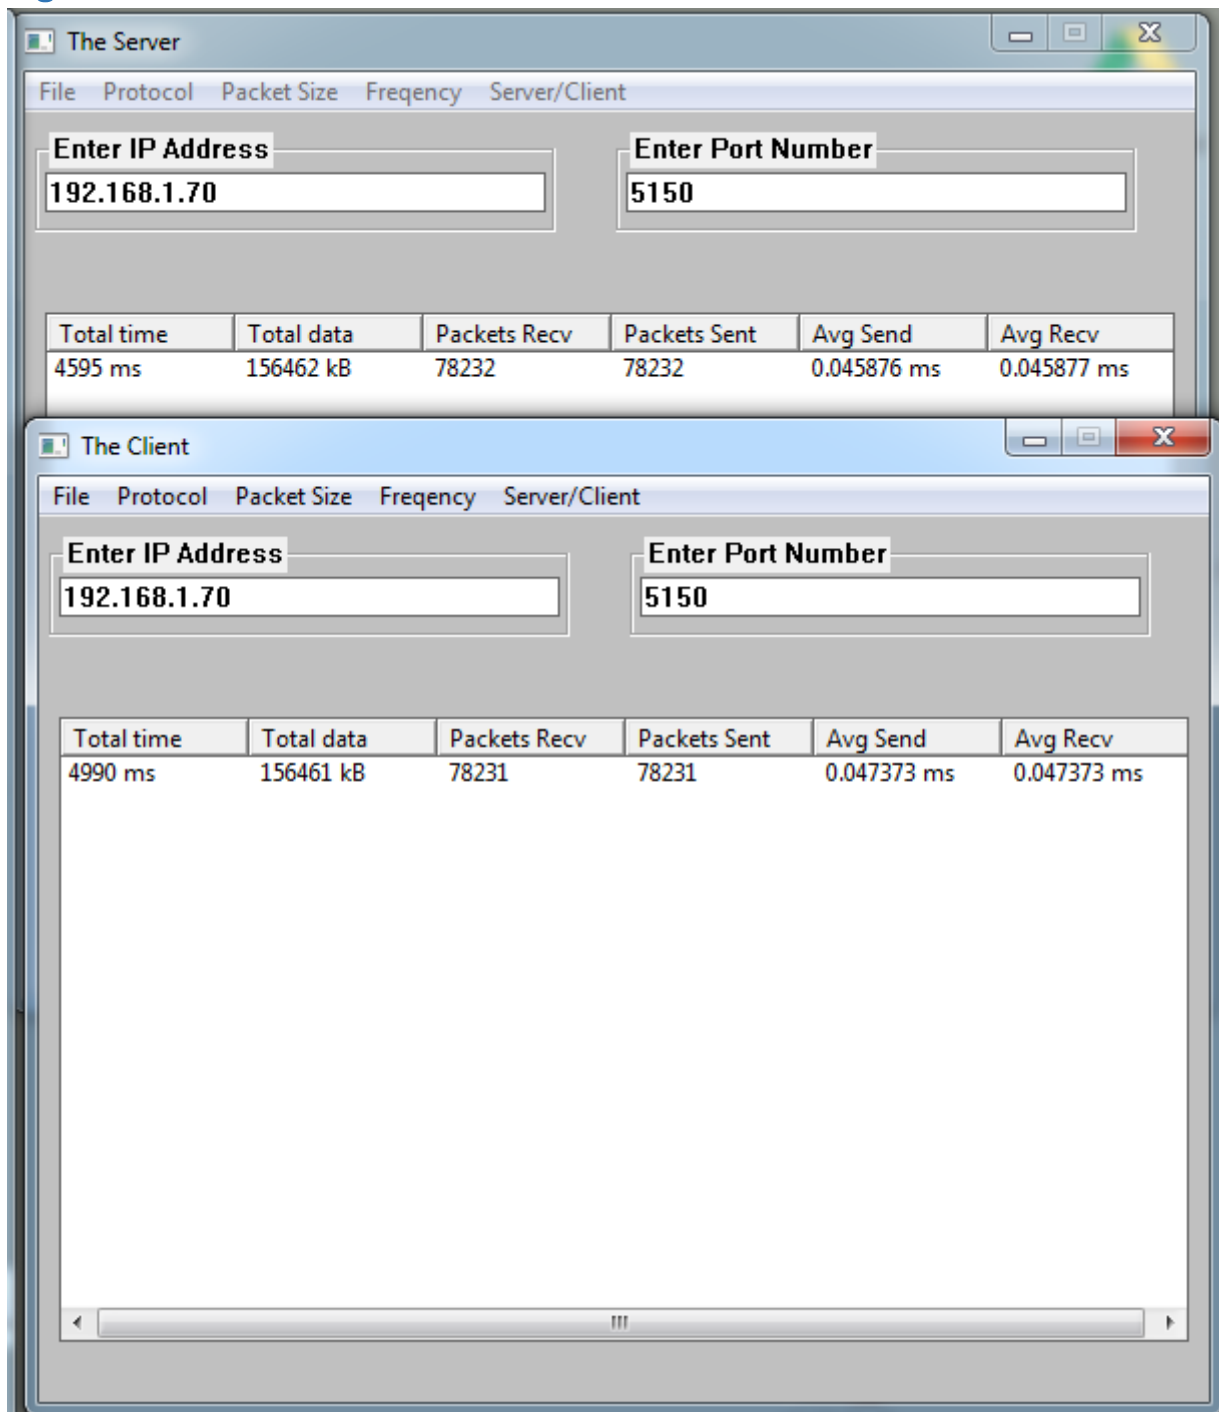 The Server
File Protocol Packet Size Freqency Server/Client
Enter IP Address Enter Port Number
192.168.1.70 5150
Total time Total data Packets Recv Packets Sent Avg Send Avg Recv
4595 ms 156462 kB 78232 78232 0.045876 ms 0.045877 ms
The Client
File Protocol Packet Size Freqency Server/Client
Enter IP Address Enter Port Number
192.168.1.70 5150
Total time Total data Packets Recv Packets Sent Avg Send Avg Recv
4990 ms 156461 kB 78231 78231 0.047373 ms 0.047373 ms